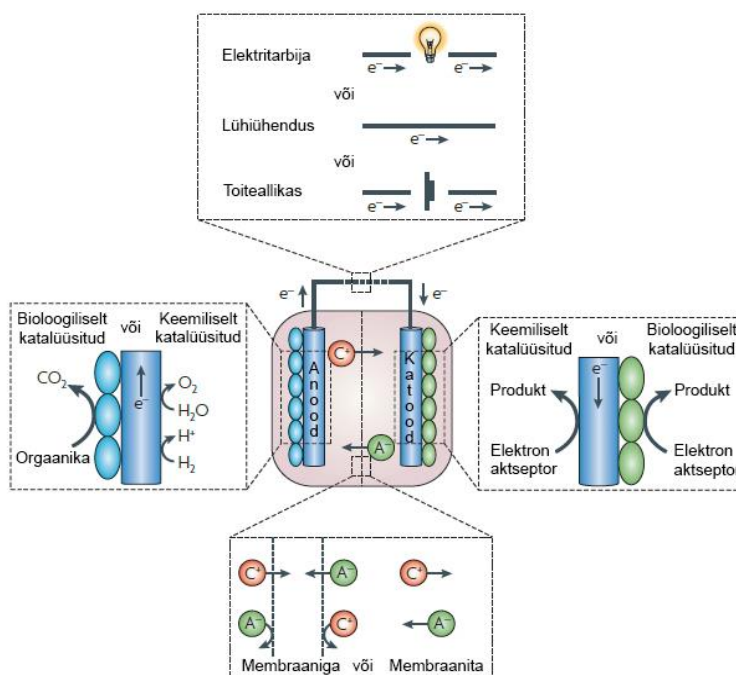 Elektritarbija
e⁻ e⁻
või
Lühiühendus
e⁻
või
Toiteallikas
e⁻ e⁻
e⁻ e⁻
Bioloogiliselt katalüüsitud
või
Keemiliselt katalüüsitud
CO₂
e⁻
O₂
H₂O
H⁺
Orgaanika
H₂
C⁺
Anood
Katood
A⁻
Keemiliselt katalüüsitud
või
Bioloogiliselt katalüüsitud
e⁻
Produkt
Produkt
Elektron aktseptor
Elektron aktseptor
C⁺ A⁻ C⁺
A⁻ C⁺ A⁻
Membraaniga või Membraanita